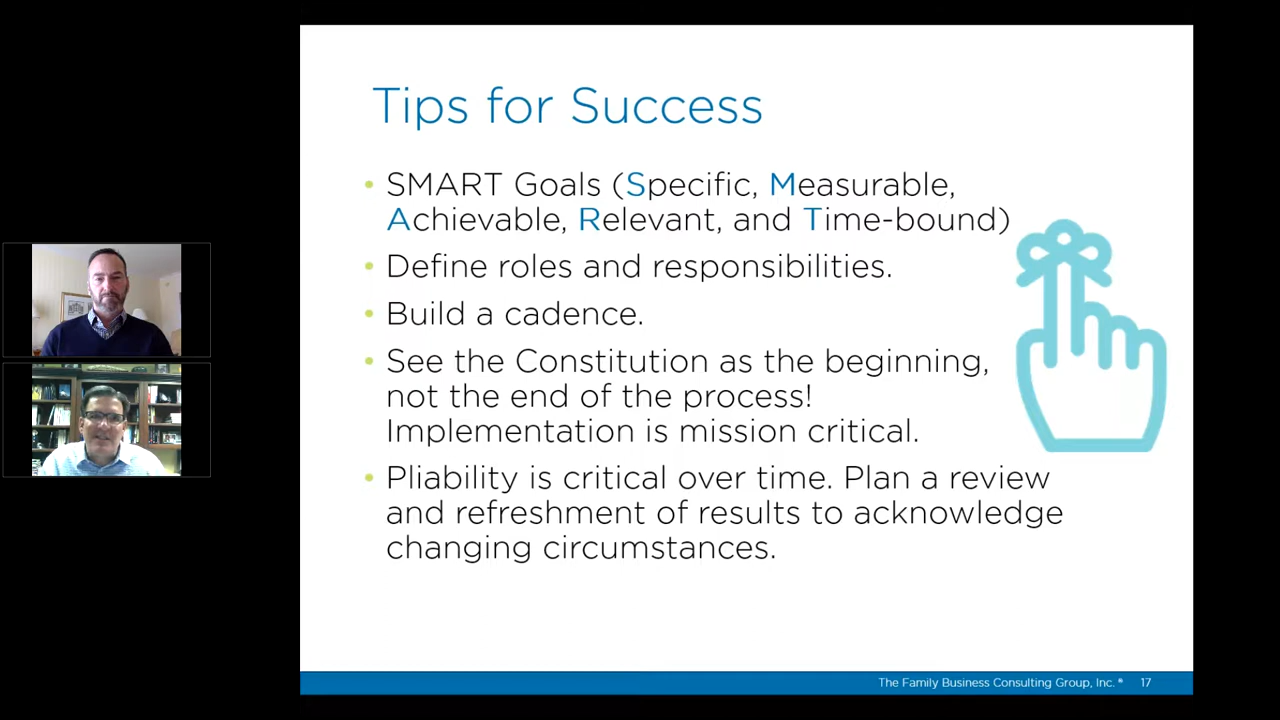 Tips for Success
• SMART Goals (Specific, Measurable,
Achievable, Relevant, and Time-bound)
• Define roles and responsibilities.
• Build a cadence.
• See the Constitution as the beginning,
not the end of the process!
Implementation is mission critical.
• Pliability is critical over time. Plan a review
and refreshment of results to acknowledge
changing circumstances.
The Family Business Consulting Group, Inc.® 17